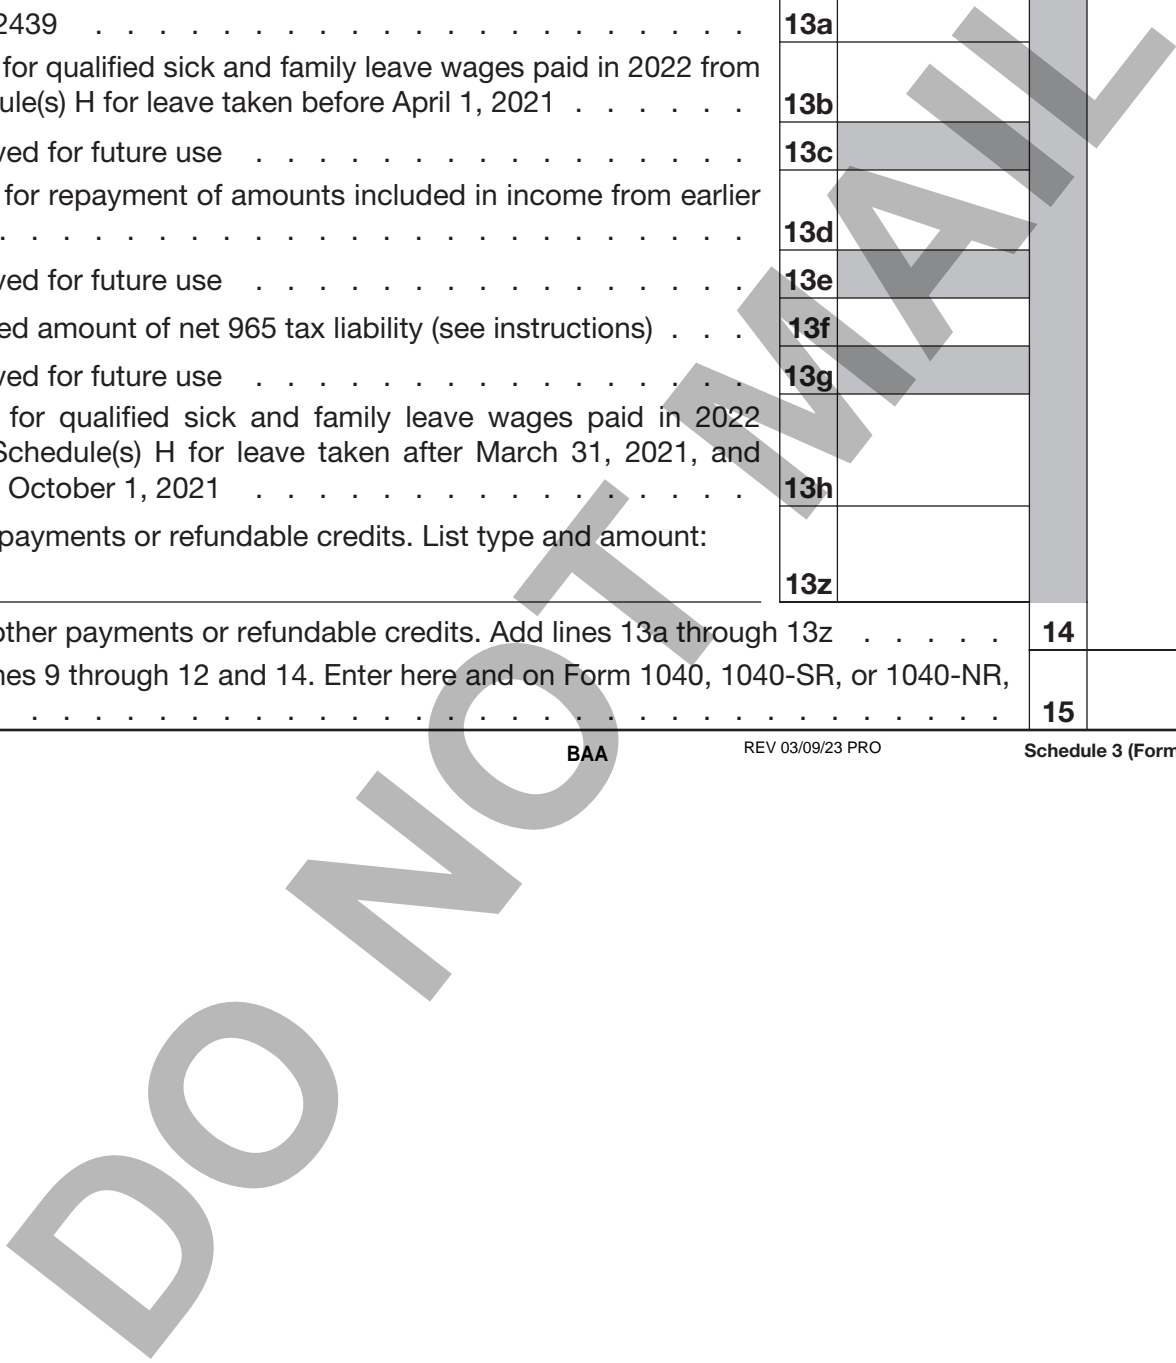 2439 . . . . . . . . . . . . . . . . . . . . . 13a
for qualified sick and family leave wages paid in 2022 from
ule(s) H for leave taken before April 1, 2021 . . . . . . 13b
ved for future use . . . . . . . . . . . . . . . . 13c
for repayment of amounts included in income from earlier
. . . . . . . . . . . . . . . . . . . . . . . . 13d
ved for future use . . . . . . . . . . . . . . . . 13e
ed amount of net 965 tax liability (see instructions) . . . 13f
ved for future use . . . . . . . . . . . . . . . . 13g
for qualified sick and family leave wages paid in 2022
Schedule(s) H for leave taken after March 31, 2021, and
October 1, 2021 . . . . . . . . . . . . . . . . 13h
payments or refundable credits. List type and amount:
13z
other payments or refundable credits. Add lines 13a through 13z . . . . . 14
nes 9 through 12 and 14. Enter here and on Form 1040, 1040-SR, or 1040-NR,
. . . . . . . . . . . . . . . . . . . . . . . . . . . . . . . 15
BAA REV 03/09/23 PRO Schedule 3 (Form
DO NOT MAIL